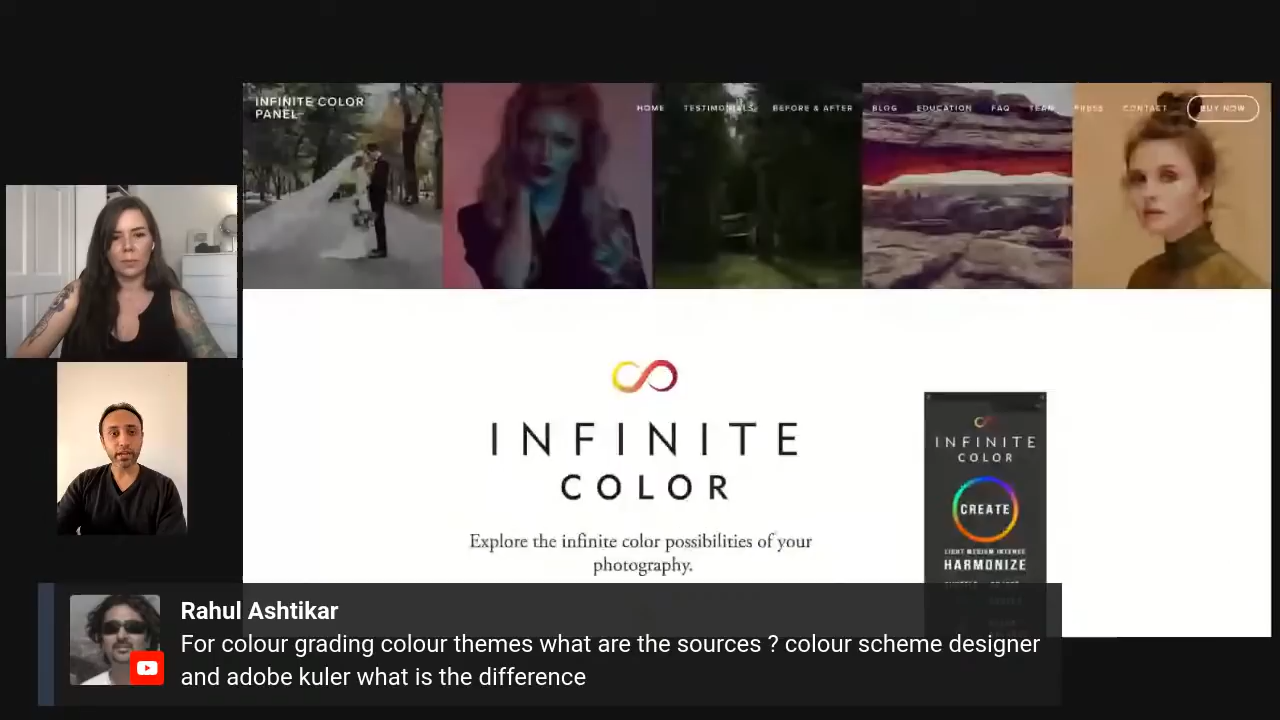 INFINITE COLOR
PANEL
HOME TESTIMONIALS BEFORE & AFTER BLOG EDUCATION FAQ TEAM PRESS CONTACT BUY NOW
INFINITE
COLOR
Explore the infinite color possibilities of your
photography.
INFINITE
COLOR
CREATE
LIGHT MEDIUM INTENSE
HARMONIZE
Rahul Ashtikar
For colour grading colour themes what are the sources ? colour scheme designer
and adobe kuler what is the difference